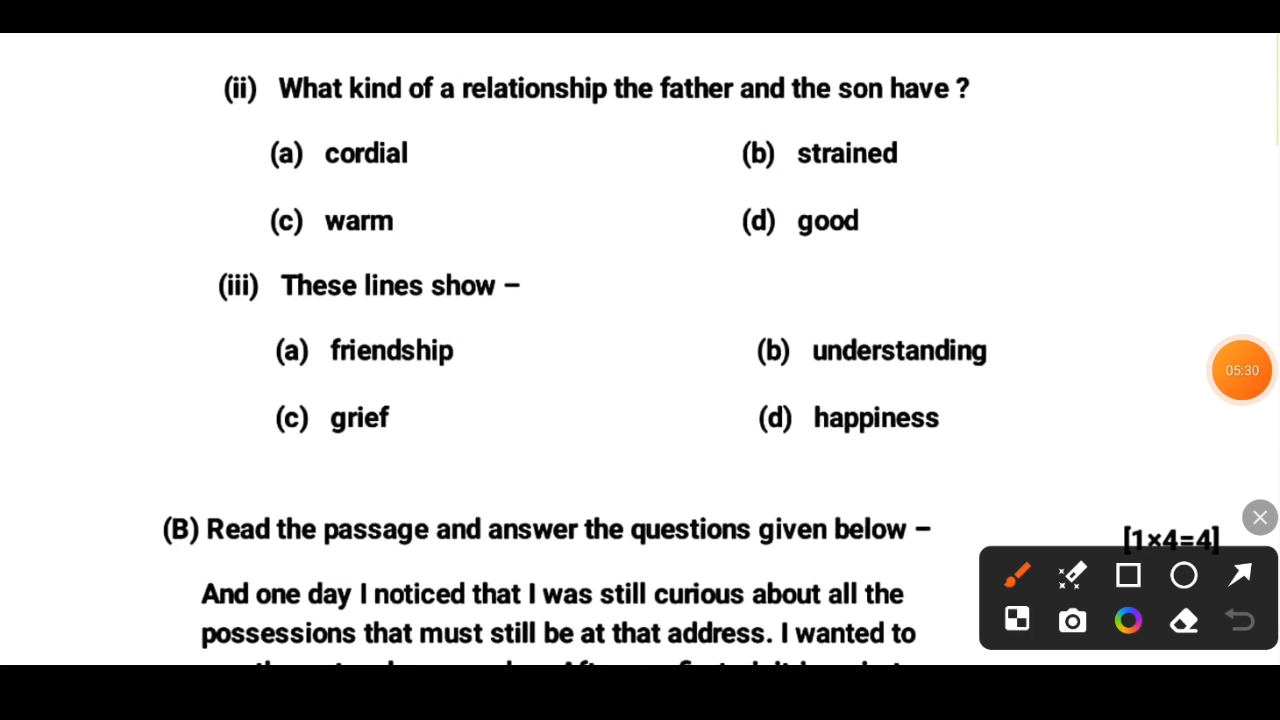 (ii) What kind of a relationship the father and the son have ?
(a) cordial (b) strained
(c) warm (d) good
(iii) These lines show –
(a) friendship (b) understanding
(c) grief (d) happiness
05:30
(B) Read the passage and answer the questions given below – [1×4=4]
And one day I noticed that I was still curious about all the
possessions that must still be at that address. I wanted to